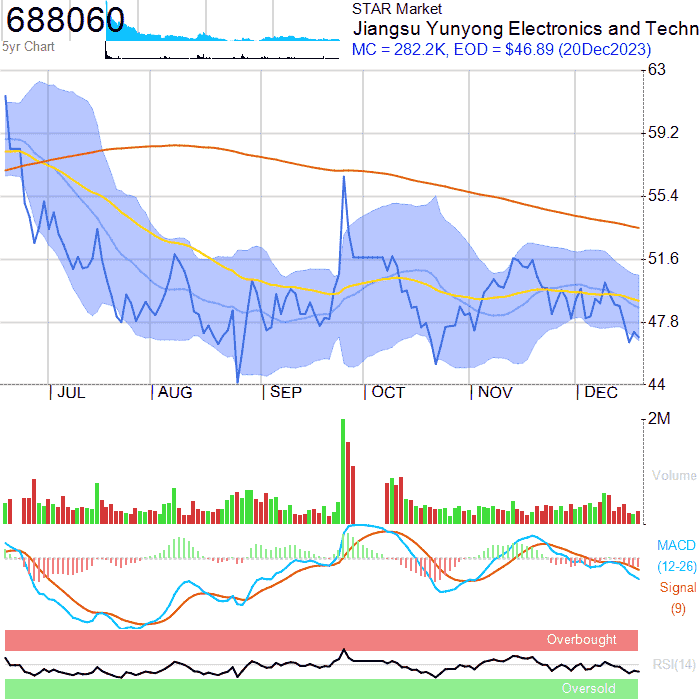 688060
5yr Chart
STAR Market
Jiangsu Yunyong Electronics and Techn
MC = 282.2K, EOD = $46.89 (20Dec2023)
63
59.2
55.4
51.6
47.8
44
JUL AUG SEP OCT NOV DEC
2M
Volume
MACD
(12-26)
Signal
(9)
Overbought
RSI(14)
Oversold